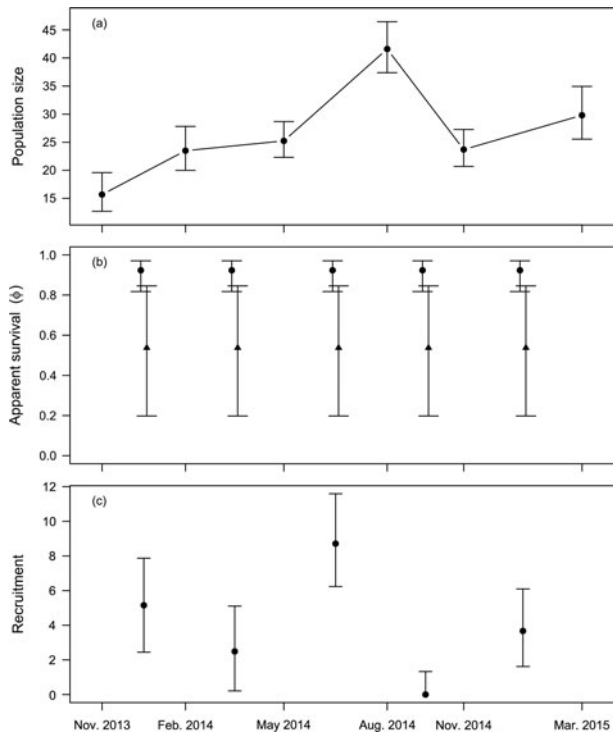 (a)
45
40
35
30
25
20
15
Population size
(b)
1.0
0.8
0.6
0.4
0.2
0.0
Apparent survival (ϕ)
(c)
12
10
8
6
4
2
0
Recruitment
Nov. 2013 Feb. 2014 May 2014 Aug. 2014 Nov. 2014 Mar. 2015